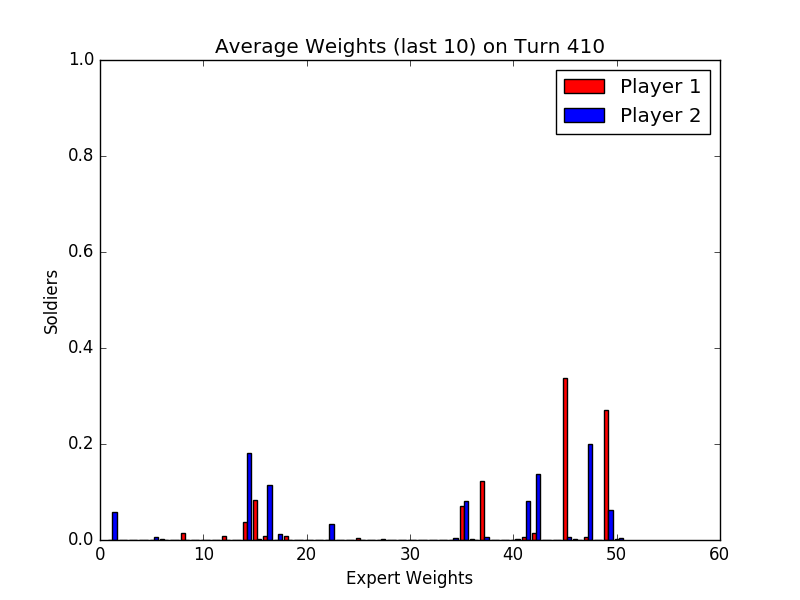 Average Weights (last 10) on Turn 410
1.0
Player 1
Player 2
0.8
0.6
Soldiers
0.4
0.2
0.0
0 10 20 30 40 50 60
Expert Weights